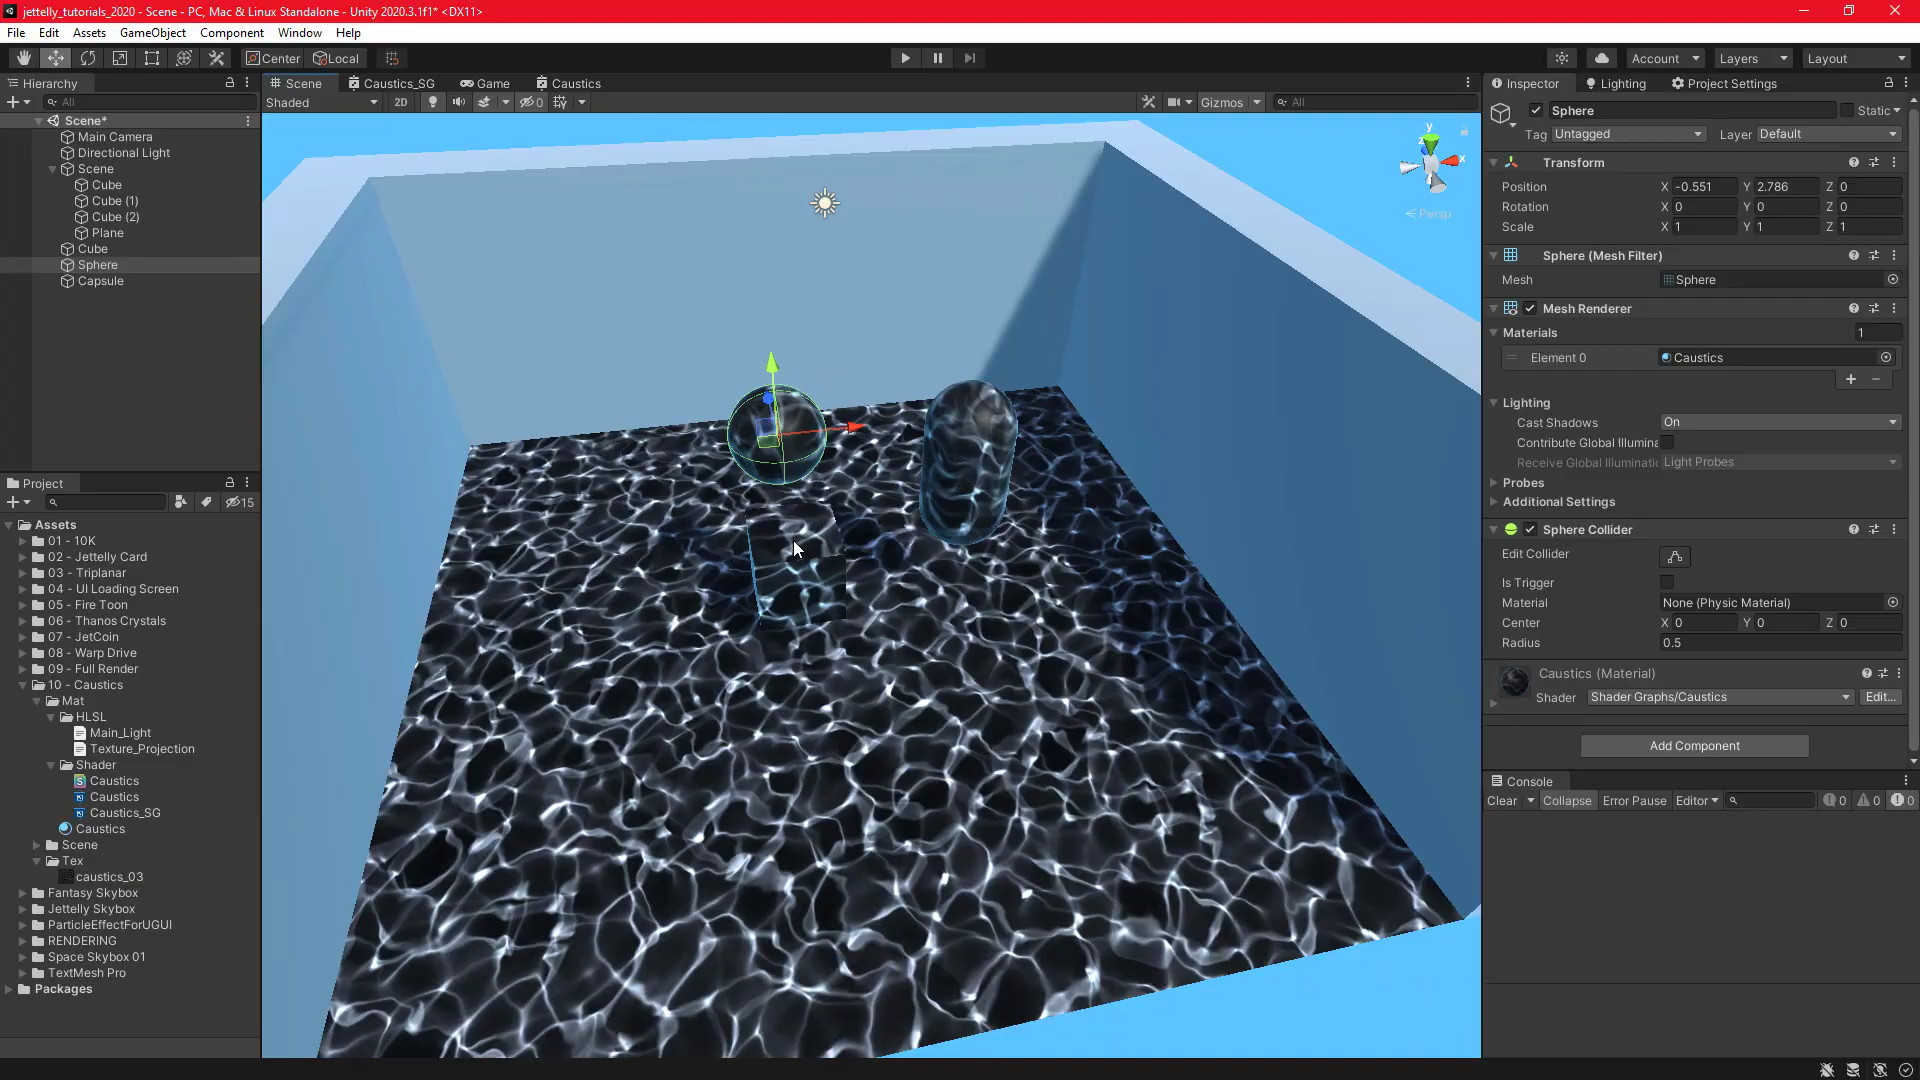 jettelly_tutorials_2020 - Scene - PC, Mac & Linux Standalone - Unity 2020.3.1f1* <DX11>
File Edit Assets GameObject Component Window Help
Center Local
Account Layers Layout
Hierarchy
All
Scene*
Main Camera
Directional Light
Scene
Cube
Cube (1)
Cube (2)
Plane
Cube
Sphere
Capsule
Project
15
Assets
01 - 10K
02 - Jettelly Card
03 - Triplanar
04 - UI Loading Screen
05 - Fire Toon
06 - Thanos Crystals
07 - JetCoin
08 - Warp Drive
09 - Full Render
10 - Caustics
Mat
HLSL
Main_Light
Texture_Projection
Shader
Caustics
Caustics
Caustics_SG
Caustics
Scene
Tex
caustics_03
Fantasy Skybox
Jettelly Skybox
ParticleEffectForUGUI
RENDERING
Space Skybox 01
TextMesh Pro
Packages
Scene Caustics_SG Game Caustics
Shaded 2D 0 Gizmos All
y
z
x
Persp
Inspector Lighting Project Settings
Sphere Static
Tag Untagged Layer Default
Transform
Position X -0.551 Y 2.786 Z 0
Rotation X 0 Y 0 Z 0
Scale X 1 Y 1 Z 1
Sphere (Mesh Filter)
Mesh Sphere
Mesh Renderer
Materials 1
Element 0 Caustics
Lighting
Cast Shadows On
Contribute Global Illumina
Receive Global Illuminatic Light Probes
Probes
Additional Settings
Sphere Collider
Edit Collider
Is Trigger
Material None (Physic Material)
Center X 0 Y 0 Z 0
Radius 0.5
Caustics (Material)
Shader Shader Graphs/Caustics Edit...
Add Component
Console
Clear Collapse Error Pause Editor 0 0 0